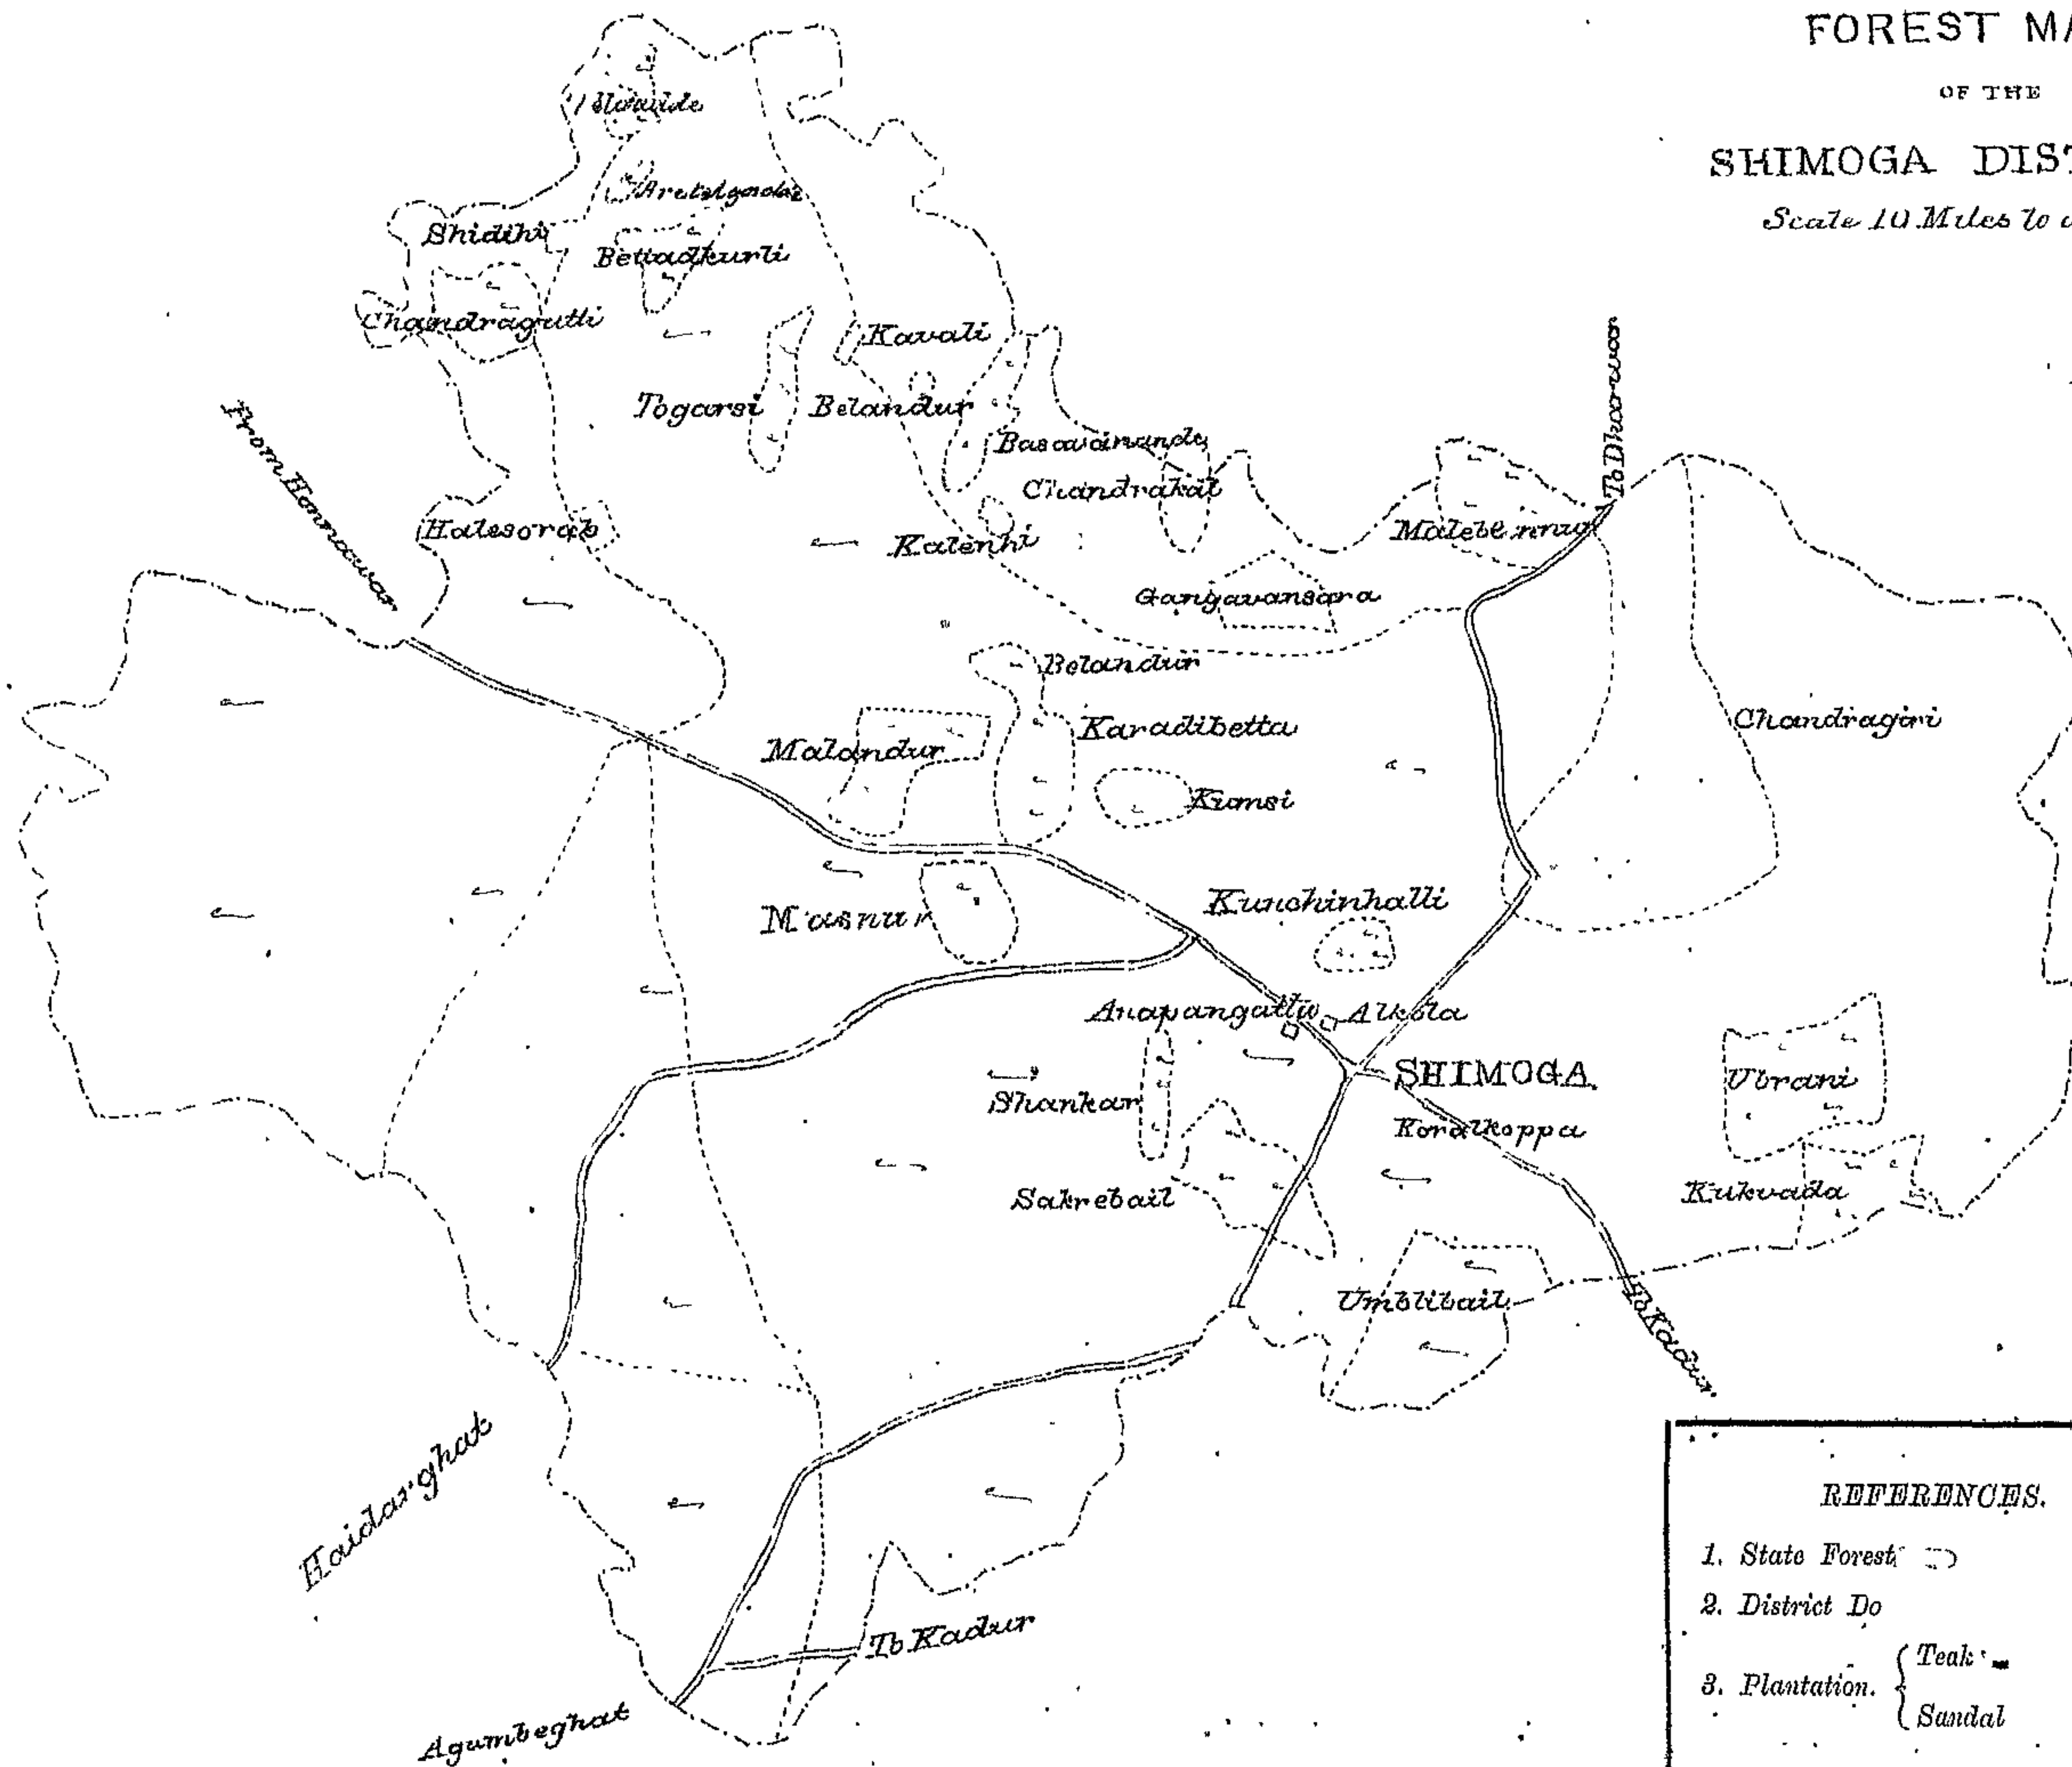 FOREST MA
OF THE
SHIMOGA DIST
Scale 10 Miles to
Shidihi
Bettadkurli
Chandragutti
Kavali
Togarsi
Belandur
Basavanande
Chandrakal
From Honnawar
To Dharwar
Halesorab
Kalenhi
Malebennur
Gangavansara
Belandur
Karadibetta
Chandragiri
Malandur
Kumsi
Masnur
Kunchinhalli
Anapangattu
Alkola
SHIMOGA.
Ubrani
Shankar
Koralkoppa
Sakrebail
Kukvada
Umblibail
To Kadur
Haidarghat
To Kadur
Agumbeghat
REFERENCES.
1. State Forest
2. District Do
3. Plantation. { Teak
Sandal